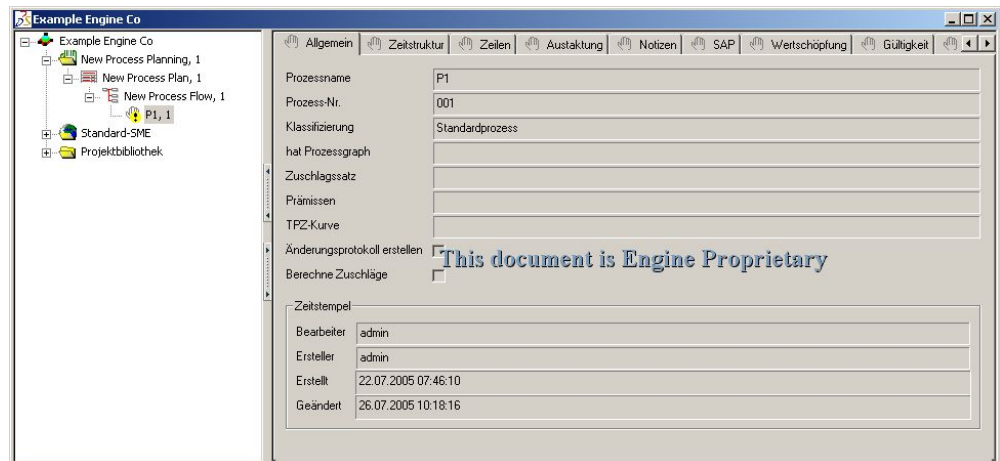 Example Engine Co
Example Engine Co
New Process Planning, 1
New Process Plan, 1
New Process Flow, 1
P1, 1
Standard-SME
Projektbibliothek
Allgemein Zeitstruktur Zeilen Austaktung Notizen SAP Wertschöpfung Gültigkeit
Prozessname P1
Prozess-Nr. 001
Klassifizierung Standardprozess
hat Prozessgraph
Zuschlagssatz
Prämissen
TPZ-Kurve
Änderungsprotokoll erstellen
This document is Engine Proprietary
Berechne Zuschläge
Zeitstempel
Bearbeiter admin
Ersteller admin
Erstellt 22.07.2005 07:46:10
Geändert 26.07.2005 10:18:16